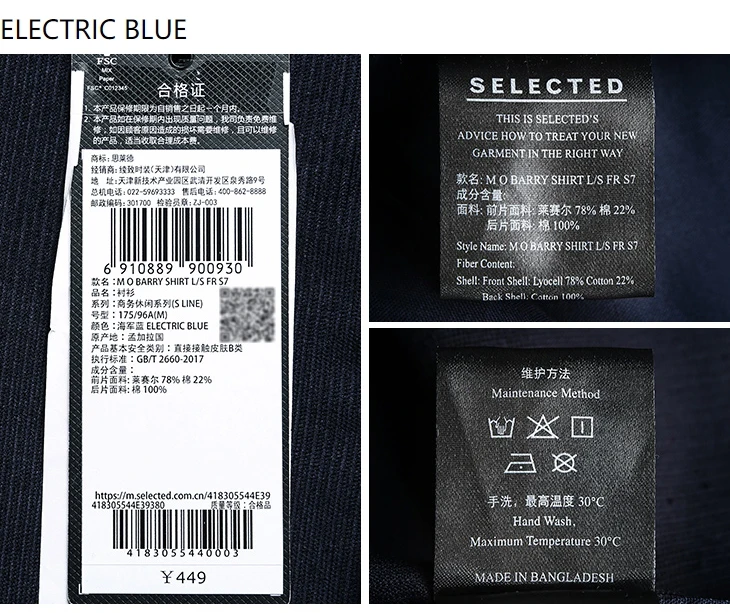 ELECTRIC BLUE
FSC
MIX
Paper
FSC® C012345
合格证
1. 本产品保修期限为自销售之日起一个月内。
2. 本产品如在保修期内出现质量问题，我司负责免费维
修；如因顾客原因造成的损坏需要维修，且可以维修
的产品，适当收取合理成本费。
商标: 思莱德
经销商: 绫致时装(天津)有限公司
地 址: 天津新技术产业园区武清开发区泉秀路9号
总机电话: 022-59693333 售后电话:400-862-8888
邮政编码: 301700 检验员章: ZJ-003
6 910889 900930
款名: M O BARRY SHIRT L/S FR S7
品名: 衬衫
系列: 商务休闲系列(S LINE)
号型: 175/96A(M)
颜色: 海军蓝 ELECTRIC BLUE
原产地: 孟加拉国
产品基本安全类别: 直接接触皮肤B类
执行标准: GB/T 2660-2017
成分含量：
前片面料: 莱赛尔 78% 棉 22%
后片面料: 棉 100%
https://m.selected.com.cn/418305544E39
418305544E39380 质量等级：合格品
4183055440003
￥449
SELECTED
THIS IS SELECTED'S
ADVICE HOW TO TREAT YOUR NEW
GARMENT IN THE RIGHT WAY
款名: M O BARRY SHIRT L/S FR S7
成分含量:
面料: 前片面料: 莱赛尔 78% 棉 22%
后片面料: 棉 100%
Style Name: M O BARRY SHIRT L/S FR S7
Fiber Content:
Shell: Front Shell: Lyocell 78% Cotton 22%
Back Shell: Cotton 100%
维护方法
Maintenance Method
手洗，最高温度 30°C
Hand Wash,
Maximum Temperature 30°C
MADE IN BANGLADESH